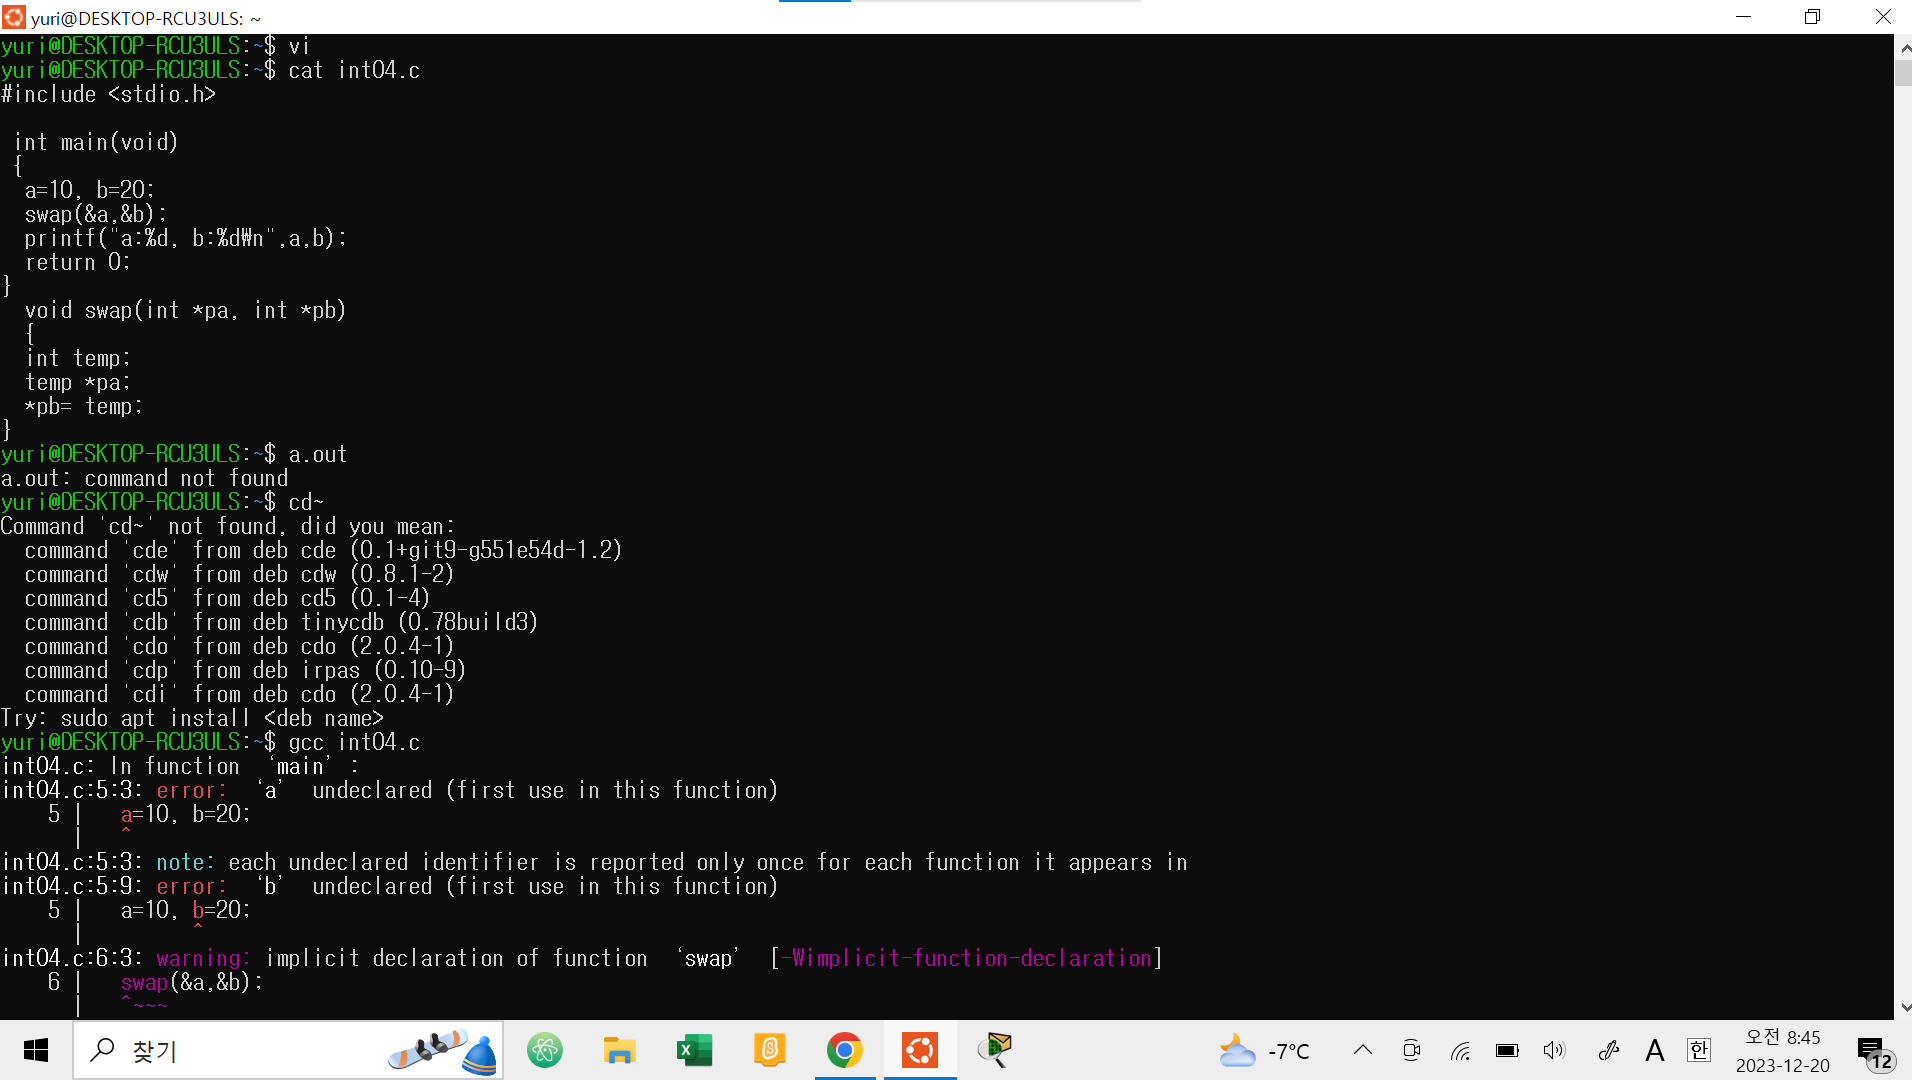 yuri@DESKTOP-RCU3ULS: ~
yuri@DESKTOP-RCU3ULS:~$ vi
yuri@DESKTOP-RCU3ULS:~$ cat int04.c
#include <stdio.h>
int main(void)
{
a=10, b=20;
swap(&a,&b);
printf("a:%d, b:%d₩n",a,b);
return 0;
}
void swap(int *pa, int *pb)
{
int temp;
temp *pa;
*pb= temp;
}
yuri@DESKTOP-RCU3ULS:~$ a.out
a.out: command not found
yuri@DESKTOP-RCU3ULS:~$ cd~
Command 'cd~' not found, did you mean:
command 'cde' from deb cde (0.1+git9-g551e54d-1.2)
command 'cdw' from deb cdw (0.8.1-2)
command 'cd5' from deb cd5 (0.1-4)
command 'cdb' from deb tinycdb (0.78build3)
command 'cdo' from deb cdo (2.0.4-1)
command 'cdp' from deb irpas (0.10-9)
command 'cdi' from deb cdo (2.0.4-1)
Try: sudo apt install <deb name>
yuri@DESKTOP-RCU3ULS:~$ gcc int04.c
int04.c: In function ‘main’ :
int04.c:5:3: error: ‘a’ undeclared (first use in this function)
5 | a=10, b=20;
| ^
int04.c:5:3: note: each undeclared identifier is reported only once for each function it appears in
int04.c:5:9: error: ‘b’ undeclared (first use in this function)
5 | a=10, b=20;
| ^
int04.c:6:3: warning: implicit declaration of function ‘swap’ [-Wimplicit-function-declaration]
6 | swap(&a,&b);
| ^~~~
찾기
-7°C
A
한
오전 8:45
2023-12-20
12